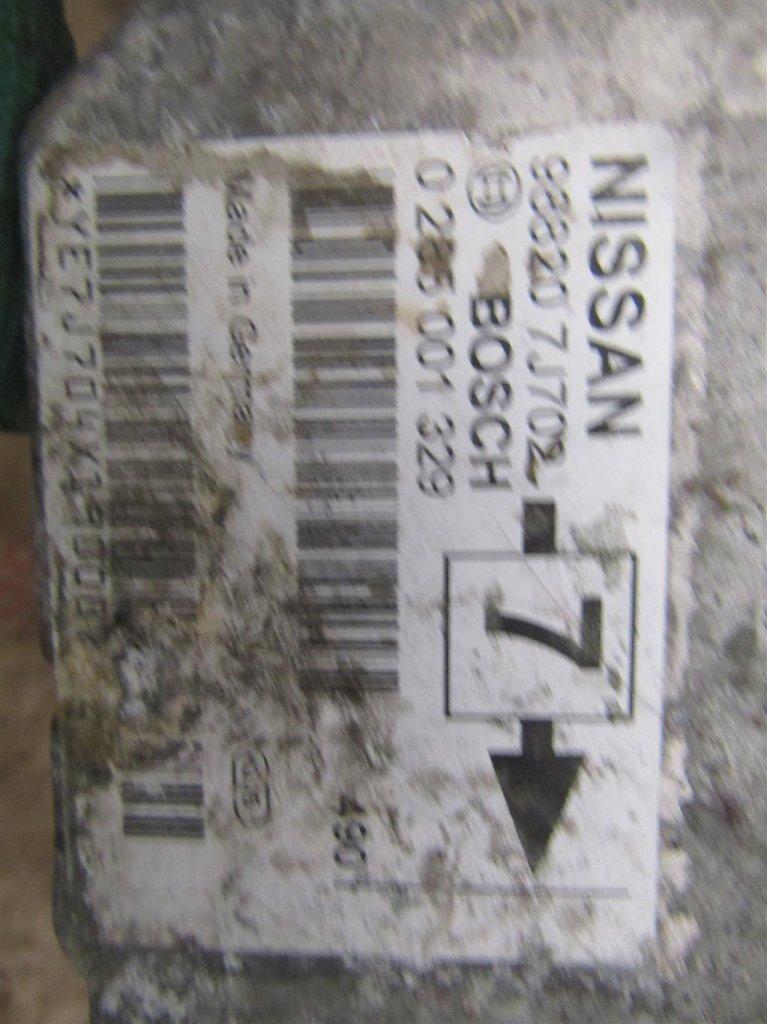 NISSAN
98820 7J702
BOSCH
0 285 001 329
7
490
Made in Germany